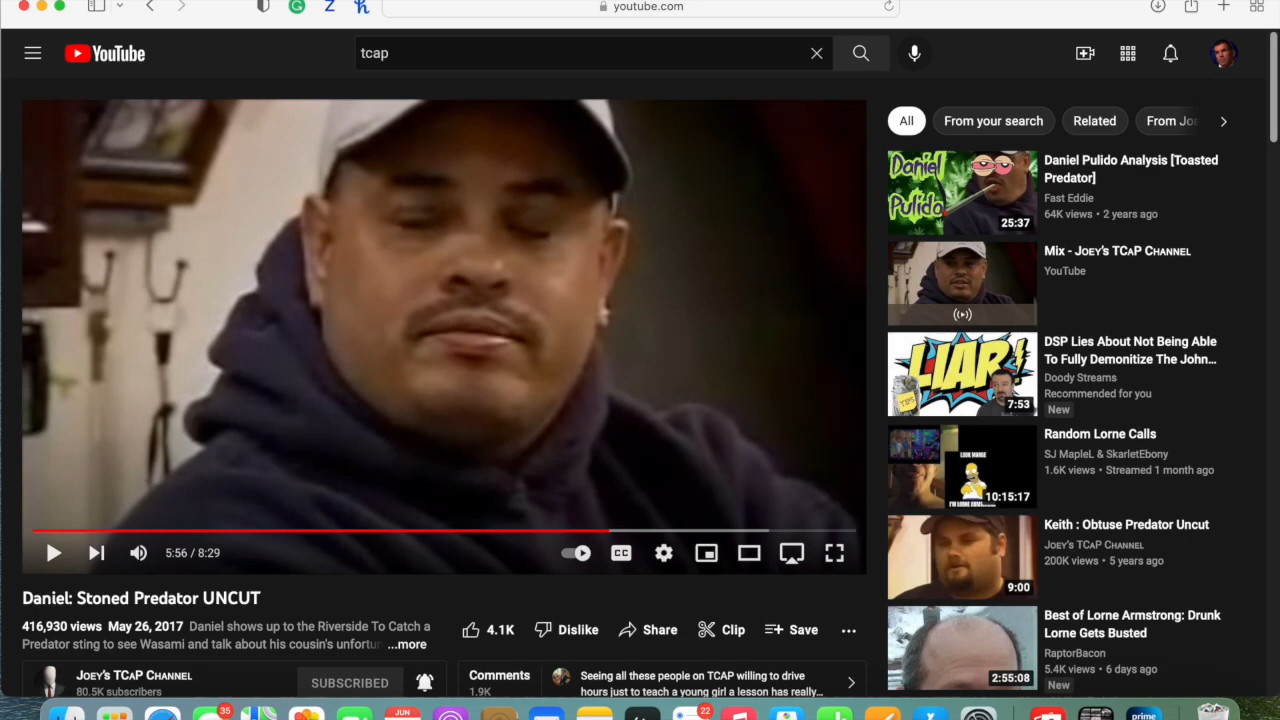 youtube.com
YouTube
tcap
All
From your search
Related
From Joe
5:56 / 8:29
CC
Daniel: Stoned Predator UNCUT
416,930 views May 26, 2017 Daniel shows up to the Riverside To Catch a
Predator sting to see Wasami and talk about his cousin's unfortun ...more
4.1K
Dislike
Share
Clip
Save
JOEY'S TCAP CHANNEL
80.5K subscribers
SUBSCRIBED
Comments
1.9K
Seeing all these people on TCAP willing to drive
hours just to teach a young girl a lesson has really...
Daniel
Pulido
25:37
Daniel Pulido Analysis [Toasted
Predator]
Fast Eddie
64K views • 2 years ago
Mix - JOEY'S TCAP CHANNEL
YouTube
LIAR!
TIPS
7:53
DSP Lies About Not Being Able
To Fully Demonitize The John...
Doody Streams
Recommended for you
New
LOOK MARGE
I'M LORNE
10:15:17
Random Lorne Calls
SJ MapleL & SkarletEbony
1.6K views • Streamed 1 month ago
9:00
Keith : Obtuse Predator Uncut
JOEY'S TCAP CHANNEL
200K views • 5 years ago
2:55:08
Best of Lorne Armstrong: Drunk
Lorne Gets Busted
RaptorBacon
5.4K views • 6 days ago
New
35
JUN
22
prime